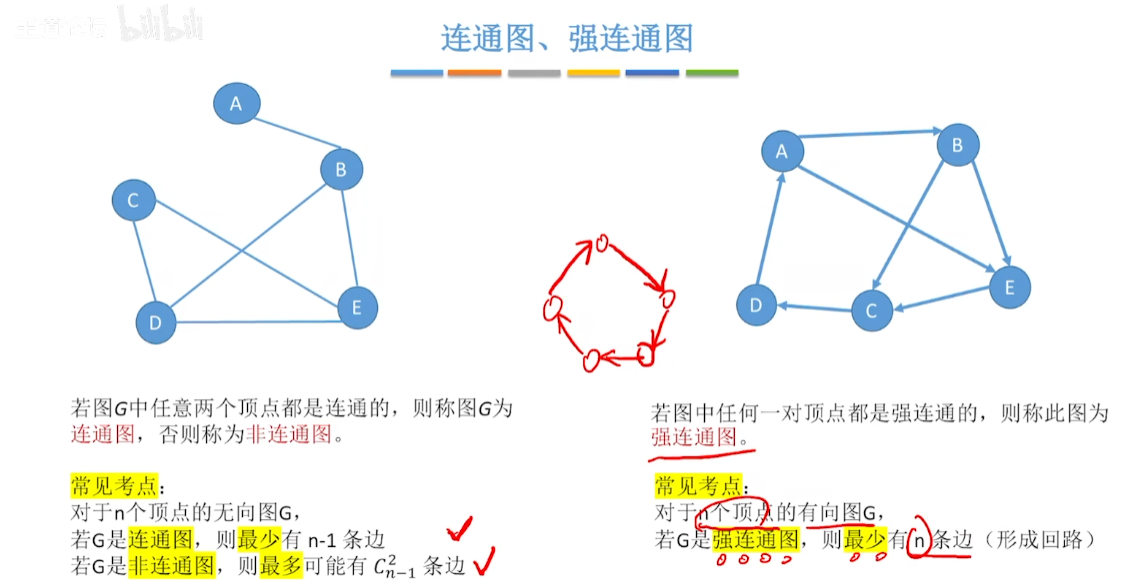 王道论坛 bilibili
连通图、强连通图
A
B
C
D
E
若图G中任意两个顶点都是连通的，则称图G为
连通图，否则称为非连通图。
常见考点：
对于n个顶点的无向图G，
若G是连通图，则最少有 n-1 条边
若G是非连通图，则最多可能有 C²ₙ₋₁ 条边
A
B
D
C
E
若图中任何一对顶点都是强连通的，则称此图为
强连通图。
常见考点：
对于n个顶点的有向图G，
若G是强连通图，则最少有 n 条边（形成回路）